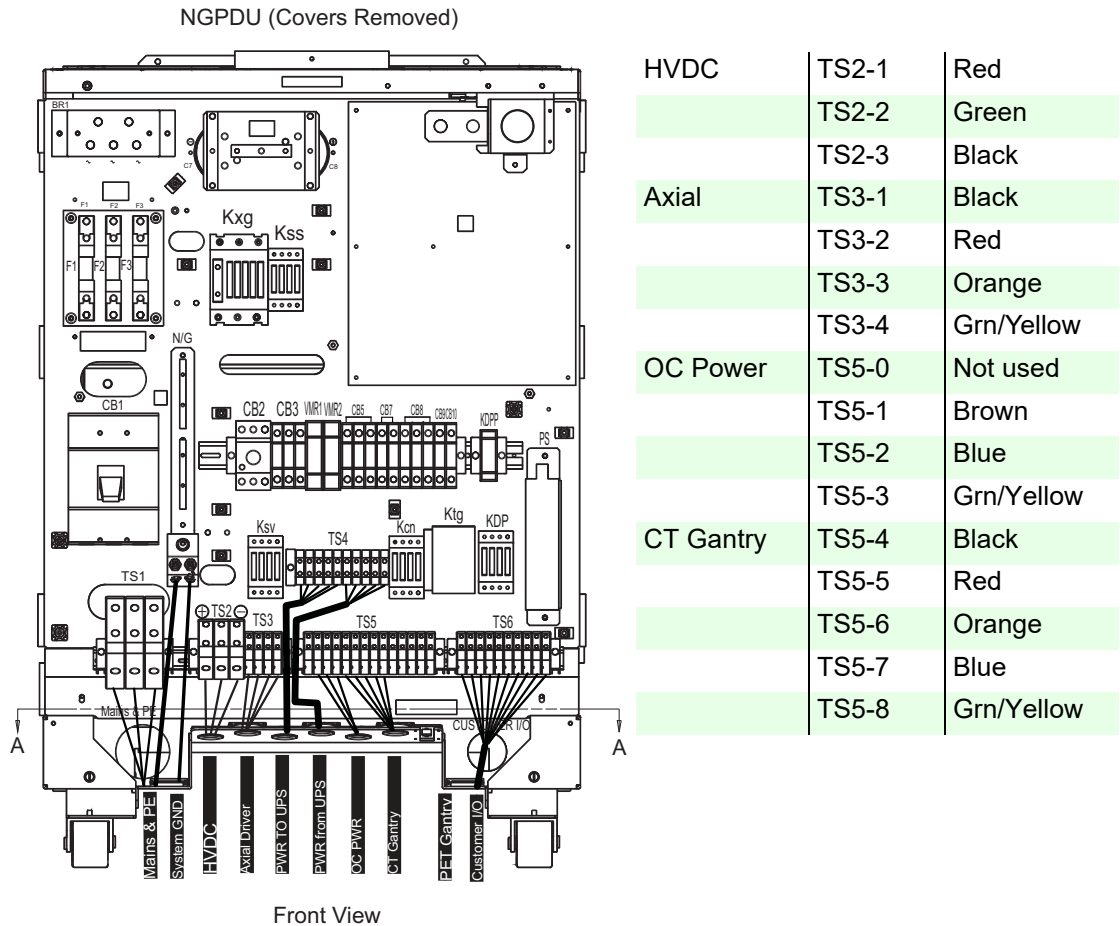 NGPDU (Covers Removed)
BR1
C7
C8
F1 F2 F3
Kxg
Kss
F1 F2 F3
N/G
CB1
CB2 CB3 VMR1 VMR2 CB5 CB7 CB8 CB9 CB10 KDPP
PS
Ksv TS4 Kcn Ktg KDP
TS1
TS2 TS3 TS5 TS6
Mains & PE
CUSTOMER I/O
A A
Mains & PE
System GND
HVDC
Axial Driver
PWR TO UPS
PWR from UPS
OC PWR
CT Gantry
PET Gantry
Customer I/O
Front View
HVDC TS2-1 Red
TS2-2 Green
TS2-3 Black
Axial TS3-1 Black
TS3-2 Red
TS3-3 Orange
TS3-4 Grn/Yellow
OC Power TS5-0 Not used
TS5-1 Brown
TS5-2 Blue
TS5-3 Grn/Yellow
CT Gantry TS5-4 Black
TS5-5 Red
TS5-6 Orange
TS5-7 Blue
TS5-8 Grn/Yellow